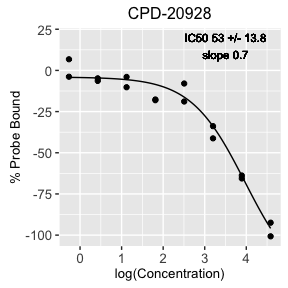 CPD-20928
IC50 53 +/- 13.8
slope 0.7
25
0
-25
-50
-75
-100
% Probe Bound
0
1
2
3
4
log(Concentration)